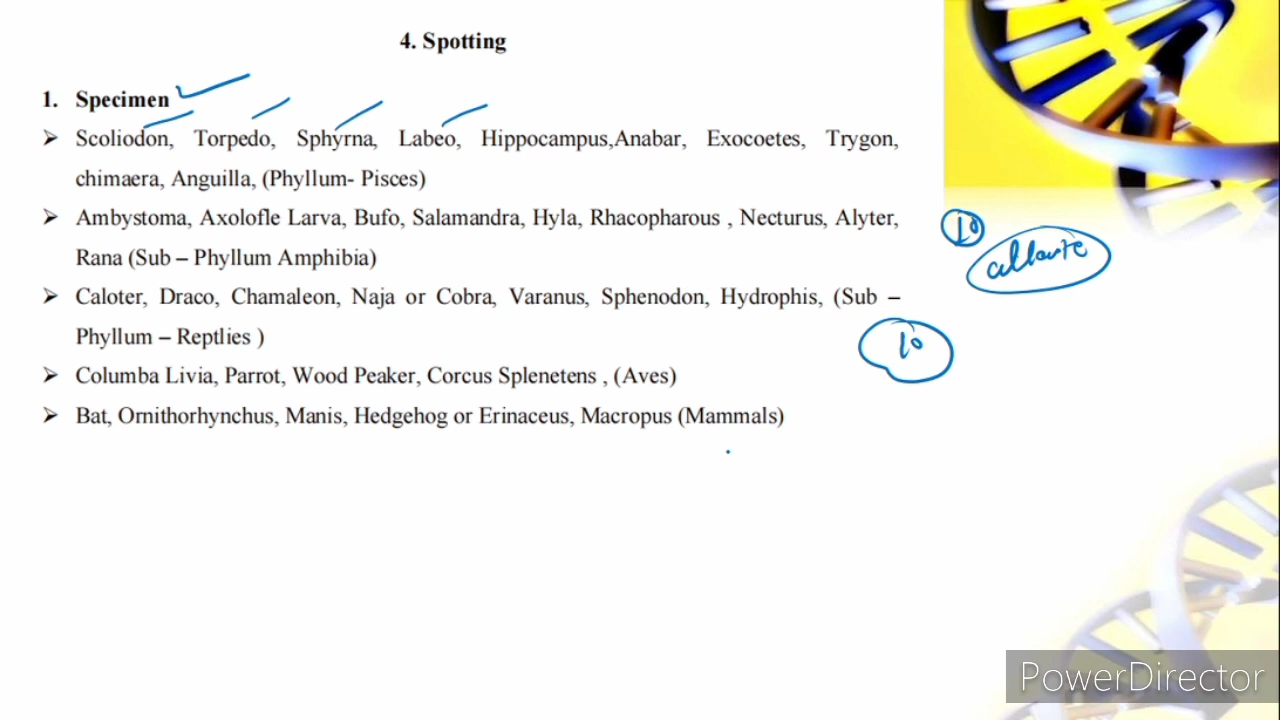 4. Spotting
1. Specimen
➢ Scoliodon, Torpedo, Sphyrna, Labeo, Hippocampus,Anabar, Exocoetes, Trygon,
chimaera, Anguilla, (Phyllum- Pisces)
➢ Ambystoma, Axolofle Larva, Bufo, Salamandra, Hyla, Rhacopharous , Necturus, Alyter,
Rana (Sub – Phyllum Amphibia)
10
➢ Caloter, Draco, Chamaleon, Naja or Cobra, Varanus, Sphenodon, Hydrophis, (Sub –
Phyllum – Reptlies )
10
➢ Columba Livia, Parrot, Wood Peaker, Corcus Splenetens , (Aves)
➢ Bat, Ornithorhynchus, Manis, Hedgehog or Erinaceus, Macropus (Mammals)
PowerDirector